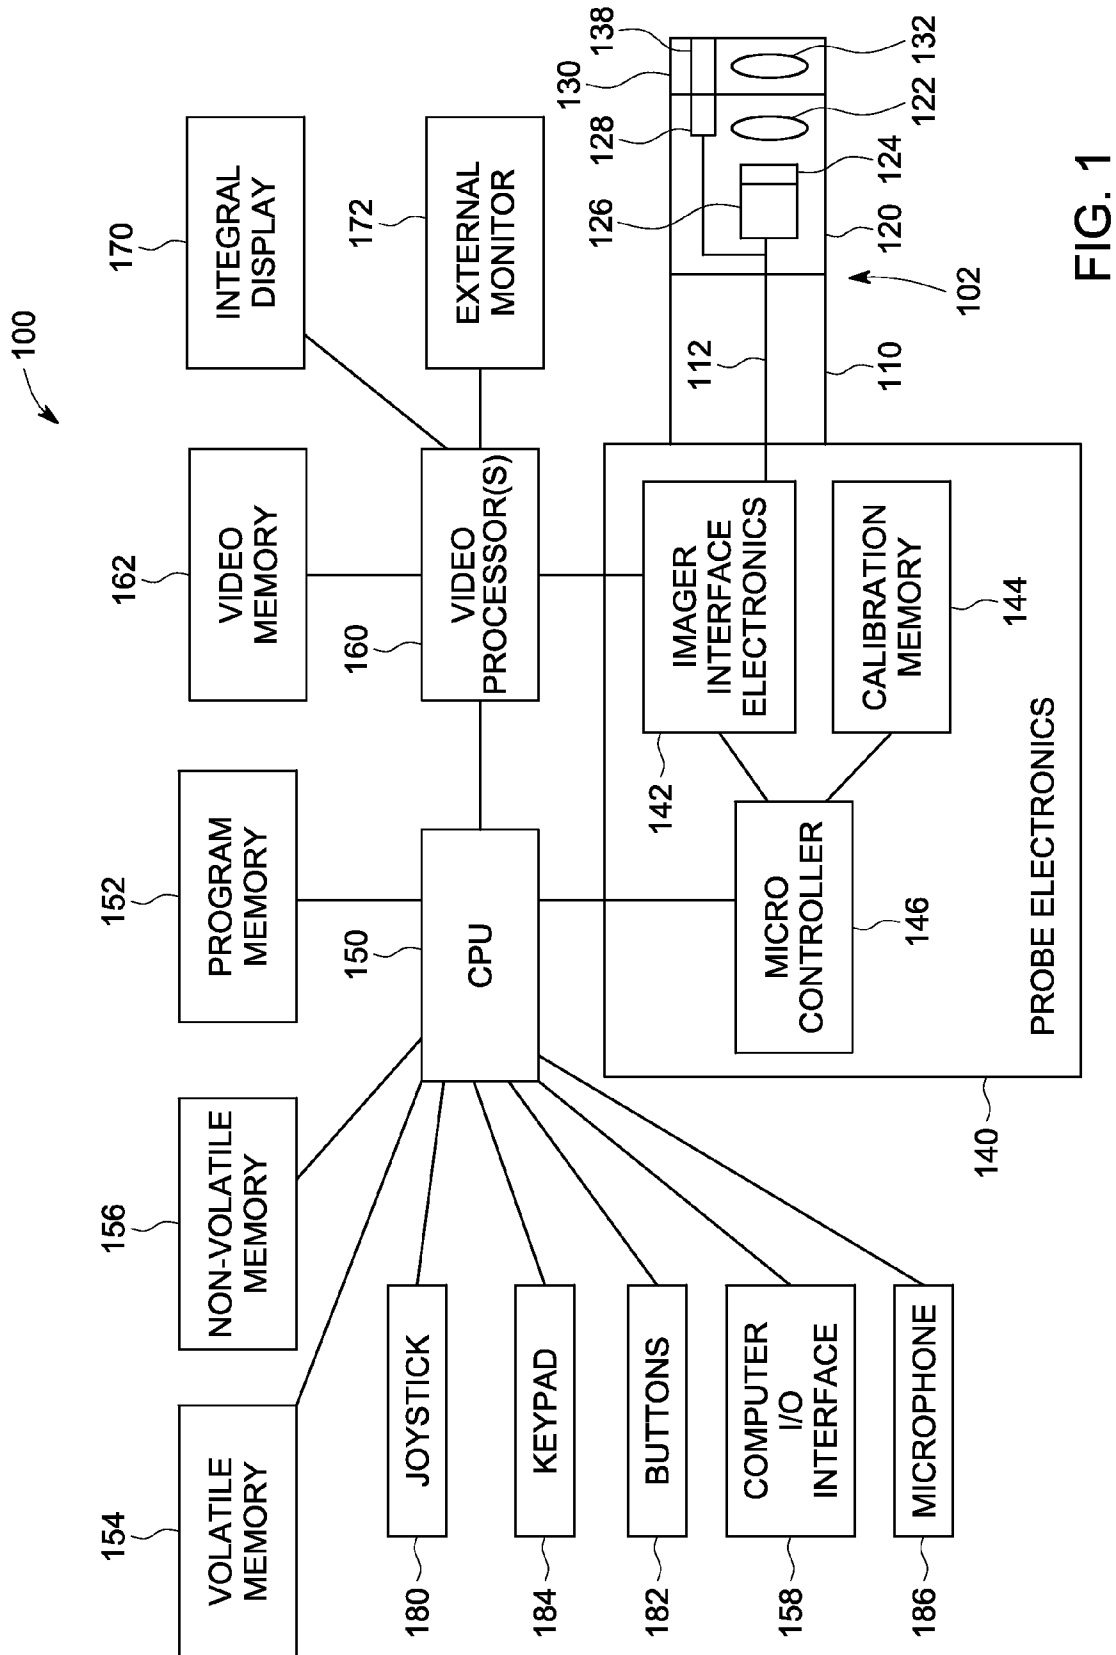 100
154
VOLATILE
MEMORY
156
NON-VOLATILE
MEMORY
152
PROGRAM
MEMORY
162
VIDEO
MEMORY
170
INTEGRAL
DISPLAY
172
EXTERNAL
MONITOR
150
CPU
160
VIDEO
PROCESSOR(S)
180
JOYSTICK
184
KEYPAD
182
BUTTONS
158
COMPUTER
I/O
INTERFACE
186
MICROPHONE
142
IMAGER
INTERFACE
ELECTRONICS
MICRO
CONTROLLER
146
CALIBRATION
MEMORY
144
PROBE ELECTRONICS
140
112
110
102
126
128
130
138
120
124
122
132
FIG. 1